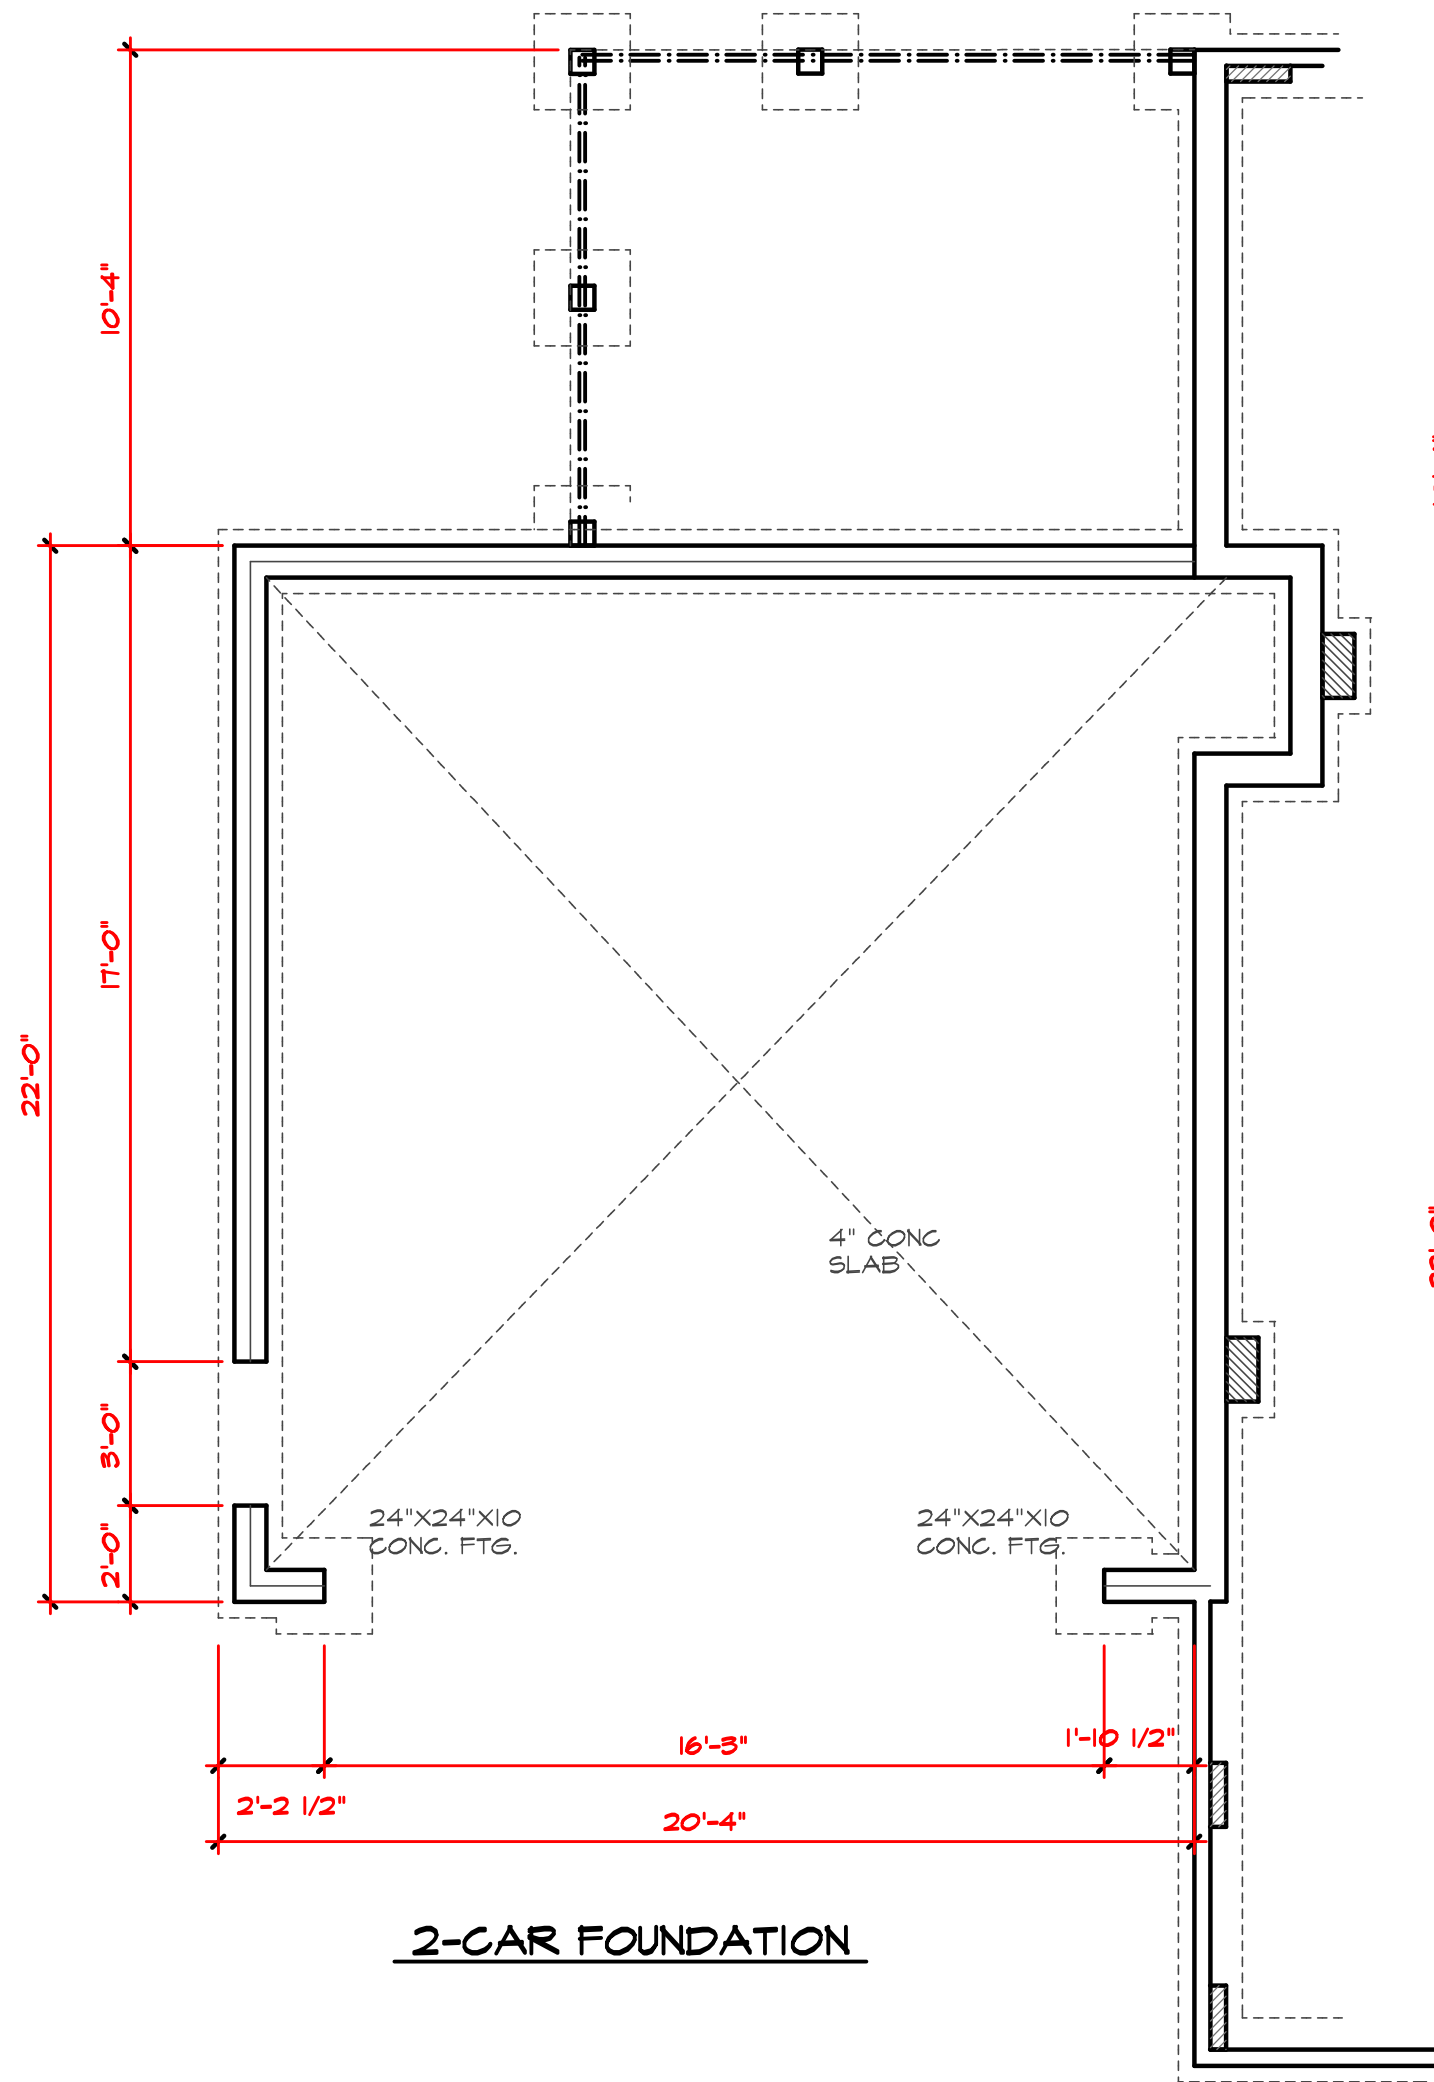 10'-4"
17'-0"
22'-0"
3'-0"
2'-0"
4" CONC
SLAB
24"X24"X10
CONC. FTG.
24"X24"X10
CONC. FTG.
16'-3"
1'-10 1/2"
2'-2 1/2"
20'-4"
2-CAR FOUNDATION